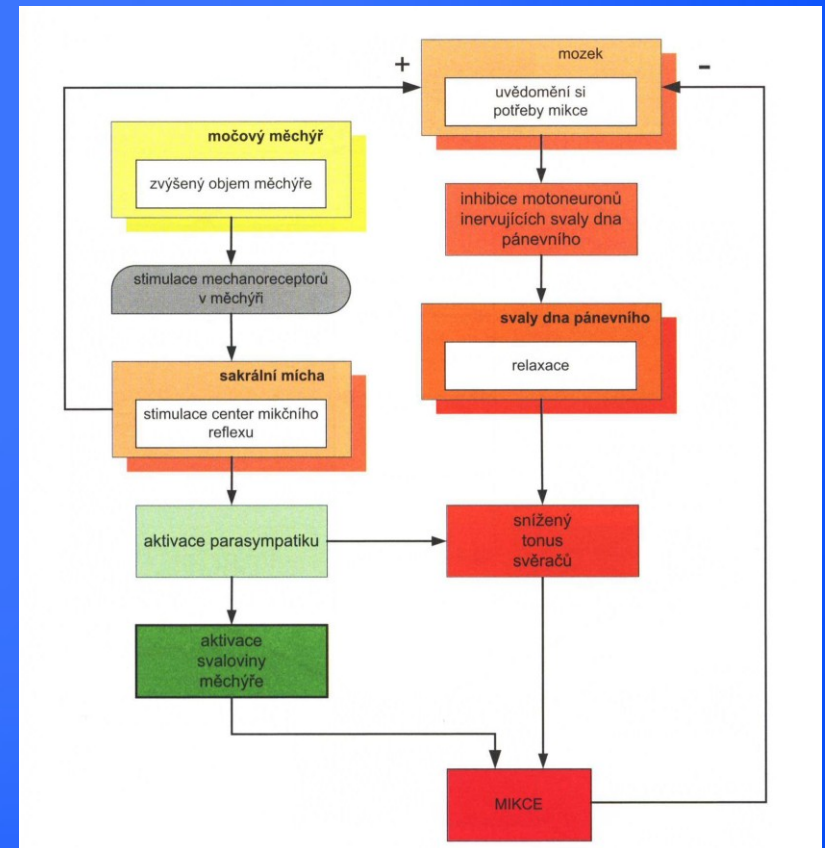 +
mozek
-
uvědomění si
potřeby mikce
močový měchýř
zvýšený objem měchýře
inhibice motoneuronů
inervujících svaly dna
pánevního
stimulace mechanoreceptorů
v měchýři
svaly dna pánevního
relaxace
sakrální mícha
stimulace center mikčního
reflexu
aktivace parasympatiku
snížený
tonus
svěračů
aktivace
svaloviny
měchýře
MIKCE